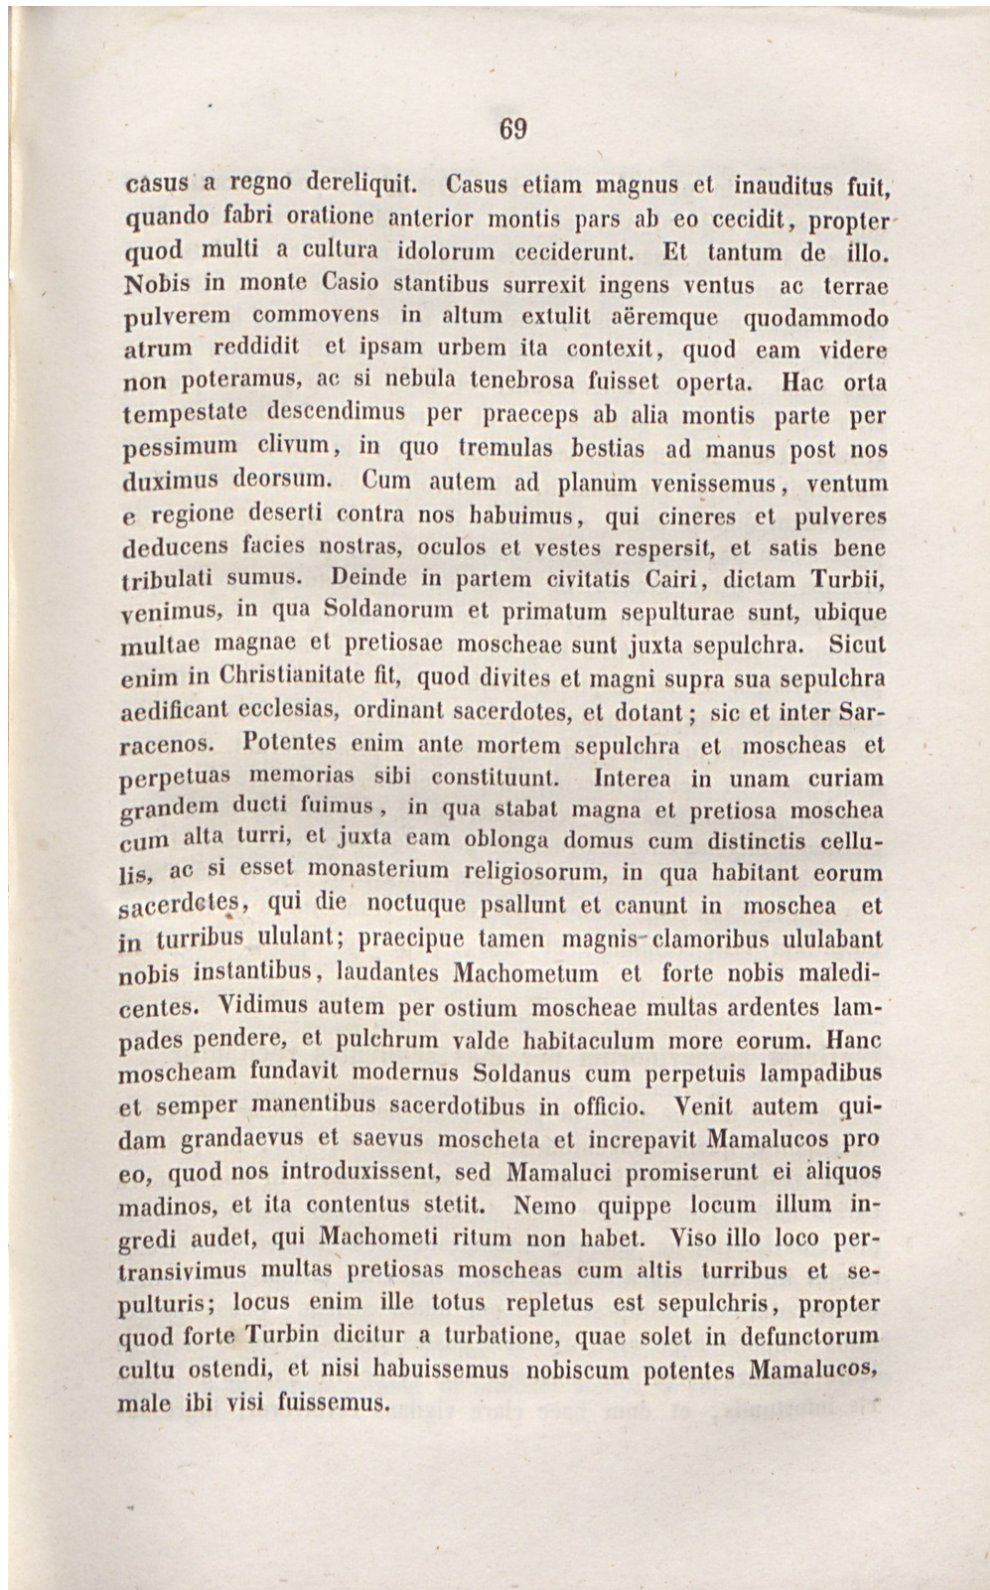 69
casus a regno dereliquit. Casus etiam magnus et inauditus fuit,
quando fabri oratione anterior montis pars ab eo cecidit, propter
quod multi a cultura idolorum ceciderunt. Et tantum de illo.
Nobis in monte Casio stantibus surrexit ingens ventus ac terrae
pulverem commovens in altum extulit aëremque quodammodo
atrum reddidit et ipsam urbem ita contexit, quod eam videre
non poteramus, ac si nebula tenebrosa fuisset operta. Hac orta
tempestate descendimus per praeceps ab alia montis parte per
pessimum clivum, in quo tremulas bestias ad manus post nos
duximus deorsum. Cum autem ad planum venissemus, ventum
e regione deserti contra nos habuimus, qui cineres et pulveres
deducens facies nostras, oculos et vestes respersit, et satis bene
tribulati sumus. Deinde in partem civitatis Cairi, dictam Turbii,
venimus, in qua Soldanorum et primatum sepulturae sunt, ubique
multae magnae et pretiosae moscheae sunt juxta sepulchra. Sicut
enim in Christianitate fit, quod divites et magni supra sua sepulchra
aedificant ecclesias, ordinant sacerdotes, et dotant; sic et inter Sar-
racenos. Potentes enim ante mortem sepulchra et moscheas et
perpetuas memorias sibi constituunt. Interea in unam curiam
grandem ducti fuimus, in qua stabat magna et pretiosa moschea
cum alta turri, et juxta eam oblonga domus cum distinctis cellu-
lis, ac si esset monasterium religiosorum, in qua habitant eorum
sacerdotes, qui die noctuque psallunt et canunt in moschea et
in turribus ululant; praecipue tamen magnis clamoribus ululabant
nobis instantibus, laudantes Machometum et forte nobis maledi-
centes. Vidimus autem per ostium moscheae multas ardentes lam-
pades pendere, et pulchrum valde habitaculum more eorum. Hanc
moscheam fundavit modernus Soldanus cum perpetuis lampadibus
et semper manentibus sacerdotibus in officio. Venit autem qui-
dam grandaevus et saevus moscheta et increpavit Mamalucos pro
eo, quod nos introduxissent, sed Mamaluci promiserunt ei aliquos
madinos, et ita contentus stetit. Nemo quippe locum illum in-
gredi audet, qui Machometi ritum non habet. Viso illo loco per-
transivimus multas pretiosas moscheas cum altis turribus et se-
pulturis; locus enim ille totus repletus est sepulchris, propter
quod forte Turbin dicitur a turbatione, quae solet in defunctorum
cultu ostendi, et nisi habuissemus nobiscum potentes Mamalucos,
male ibi visi fuissemus.